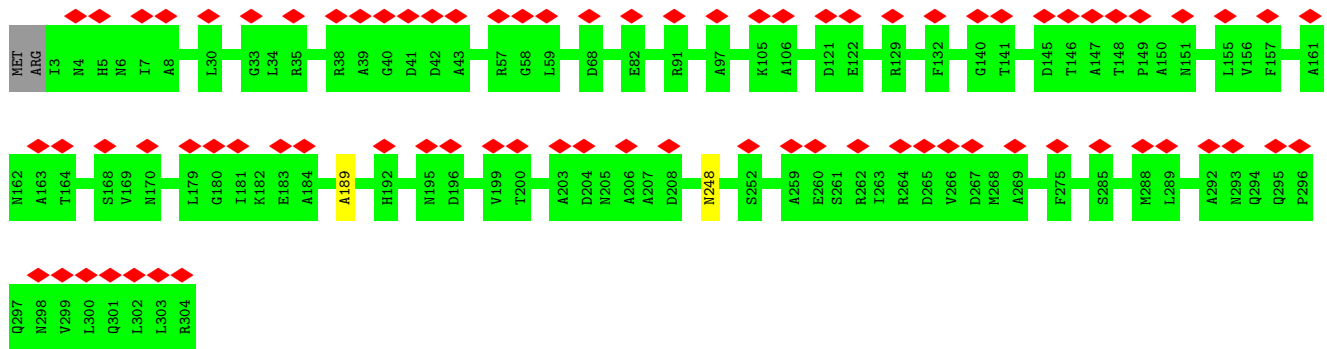 MET ARG I3 N4 H5 N6 I7 A8 L30 G33 L34 R35 R38 A39 G40 D41 D42 A43 R57 G58 L59 D68 E82 R91 A97 K105 A106 D121 E122 R129 F132 G140 T141 D145 T146 A147 T148 P149 A150 N151 L155 V156 F157 A161
N162 A163 T164 S168 V169 N170 L179 G180 I181 K182 E183 A184 A189 H192 N195 D196 V199 T200 A203 D204 N205 A206 A207 D208 N248 S252 A259 E260 S261 R262 I263 R264 D265 V266 D267 M268 A269 F275 S285 M288 L289 A292 N293 Q294 Q295 P296
Q297 N298 V299 L300 Q301 L302 L303 R304